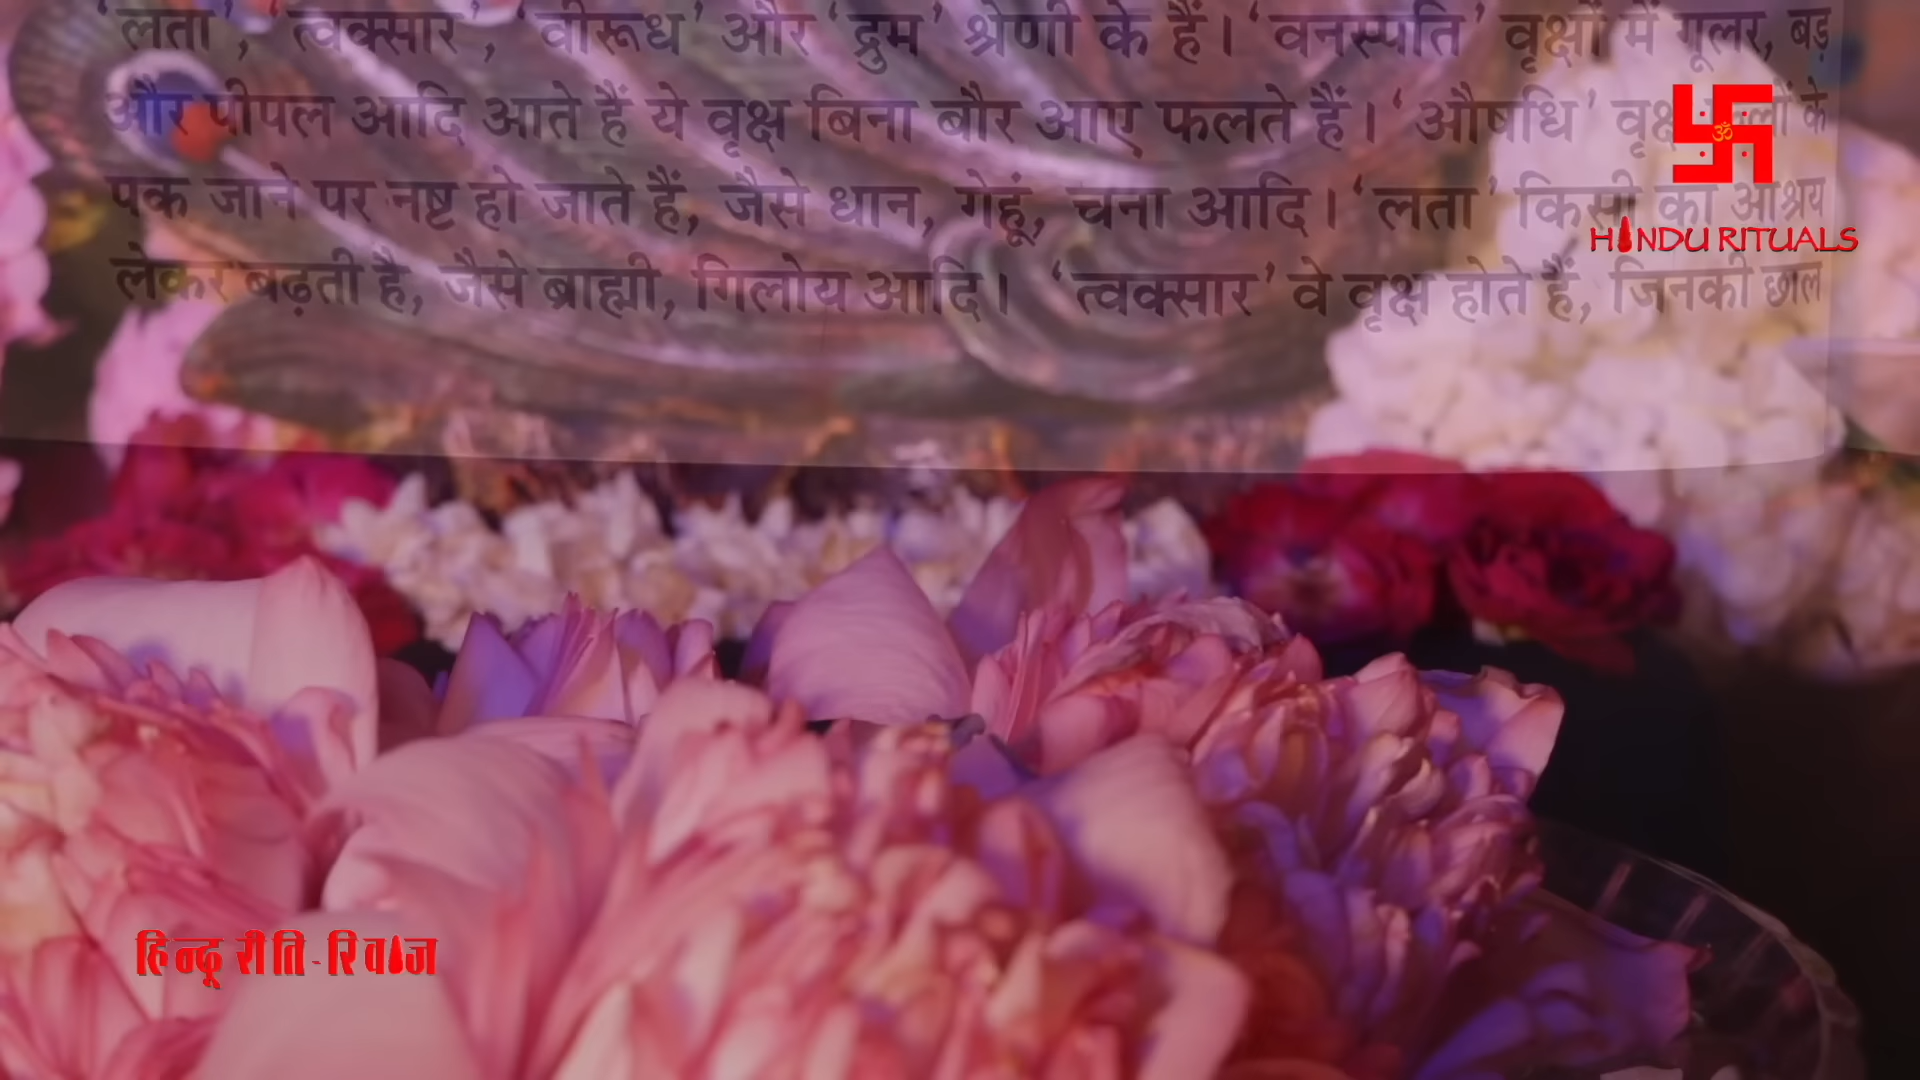 ‘लता’, ‘त्वक्सार’, ‘वीरूध’ और ‘द्रुम’ श्रेणी के हैं। ‘वनस्पति’ वृक्षों में गूलर, बड़
और पीपल आदि आते हैं ये वृक्ष बिना बौर आए फलते हैं। ‘औषधि’ वृक्ष के
पक जाने पर नष्ट हो जाते हैं, जैसे धान, गेहूं, चना आदि। ‘लता’ किसी का आश्रय
लेकर बढ़ती है, जैसे ब्राह्मी, गिलोय आदि। ‘त्वक्सार’ वे वृक्ष होते हैं, जिनकी छाल
ॐ
HINDU RITUALS
हिन्दू रीति-रिवाज